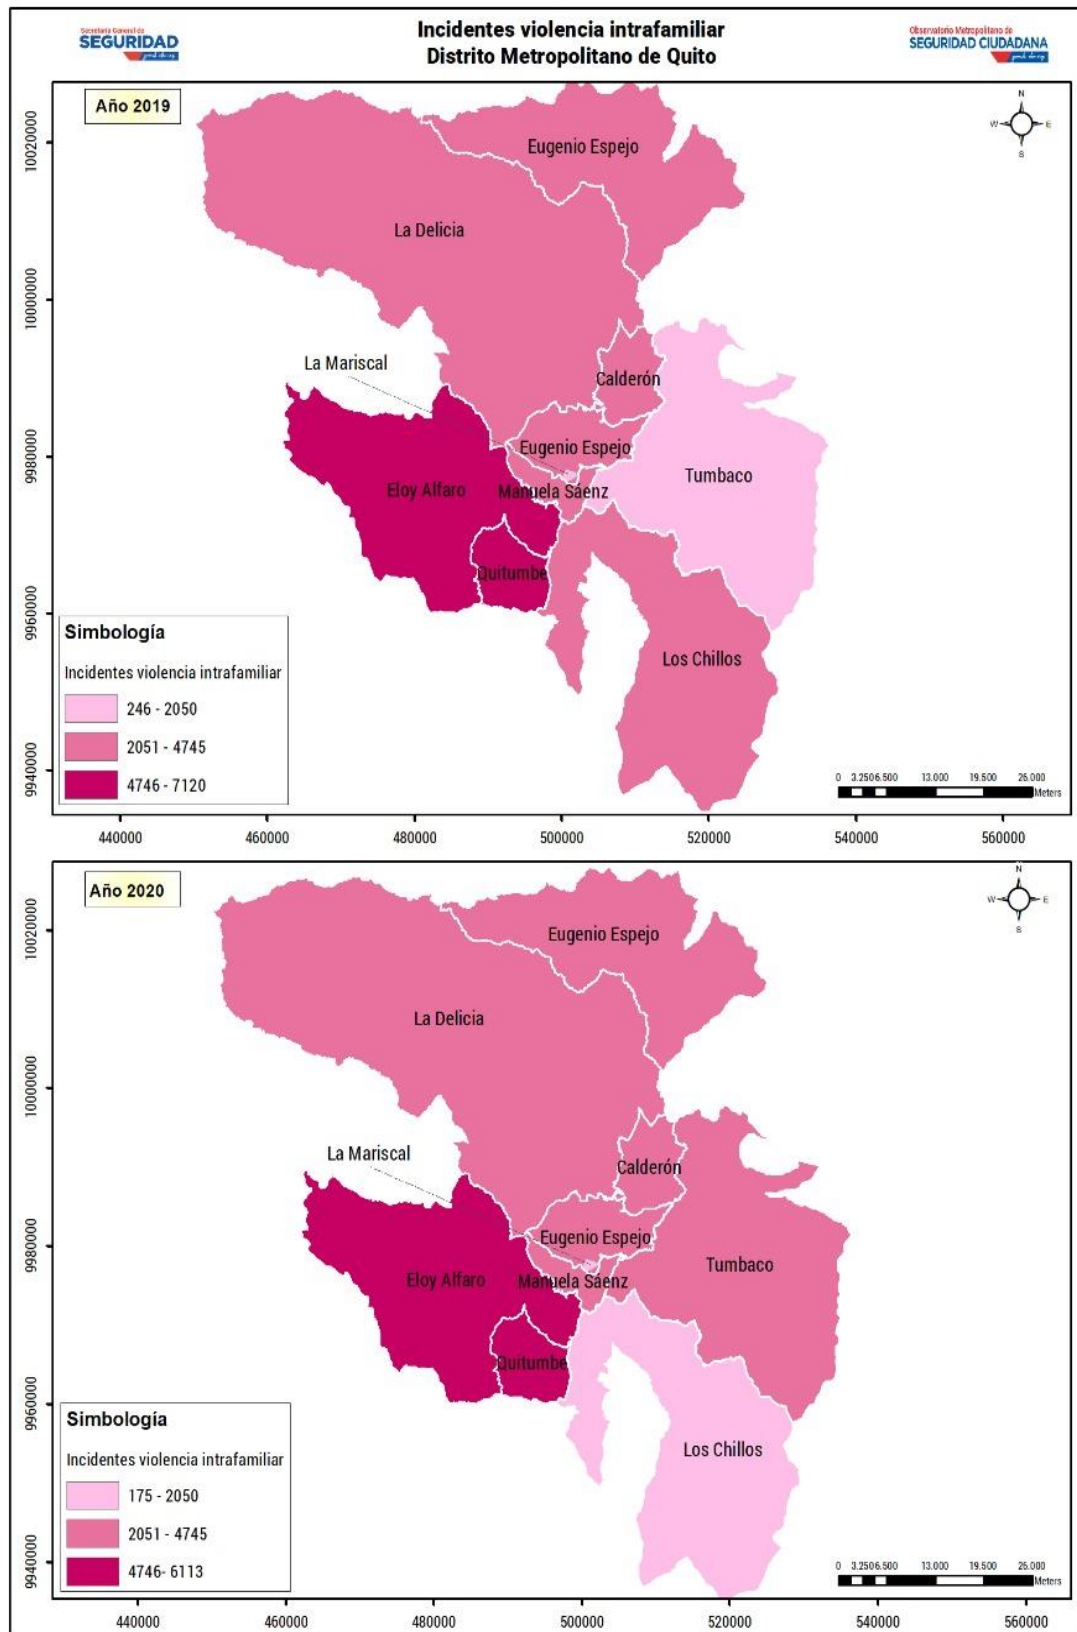 Secretaría General de
SEGURIDAD
Incidentes violencia intrafamiliar
Distrito Metropolitano de Quito
Observatorio Metropolitano de
SEGURIDAD CIUDADANA
Año 2019
N
W E
S
Eugenio Espejo
La Delicia
La Mariscal
Calderón
Eugenio Espejo
Tumbaco
Eloy Alfaro
Manuela Sáenz
Quitumbe
Los Chillos
Simbología
Incidentes violencia intrafamiliar
246 - 2050
2051 - 4745
4746 - 7120
0 3.250 6.500 13.000 19.500 26.000
Meters
10020000
10000000
9980000
9960000
9940000
440000 460000 480000 500000 520000 540000 560000
Año 2020
N
W E
S
Eugenio Espejo
La Delicia
La Mariscal
Calderón
Eugenio Espejo
Tumbaco
Eloy Alfaro
Manuela Sáenz
Quitumbe
Los Chillos
Simbología
Incidentes violencia intrafamiliar
175 - 2050
2051 - 4745
4746- 6113
0 3.250 6.500 13.000 19.500 26.000
Meters
10020000
10000000
9980000
9960000
9940000
440000 460000 480000 500000 520000 540000 560000